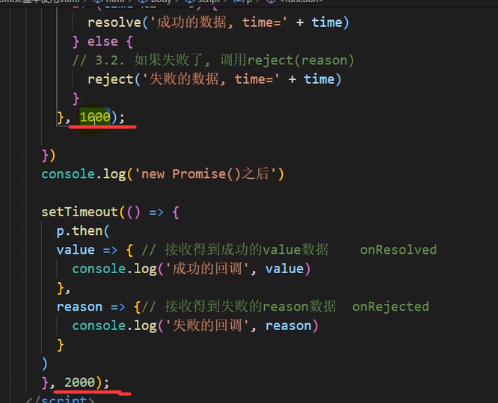 resolve('成功的数据, time=' + time)
} else {
// 3.2. 如果失败了, 调用reject(reason)
reject('失败的数据, time=' + time)
}
}, 1000);
})
console.log('new Promise()之后')
setTimeout(() => {
p.then(
value => { // 接收得到成功的value数据    onResolved
console.log('成功的回调', value)
},
reason => {// 接收得到失败的reason数据  onRejected
console.log('失败的回调', reason)
}
)
}, 2000);
</script>